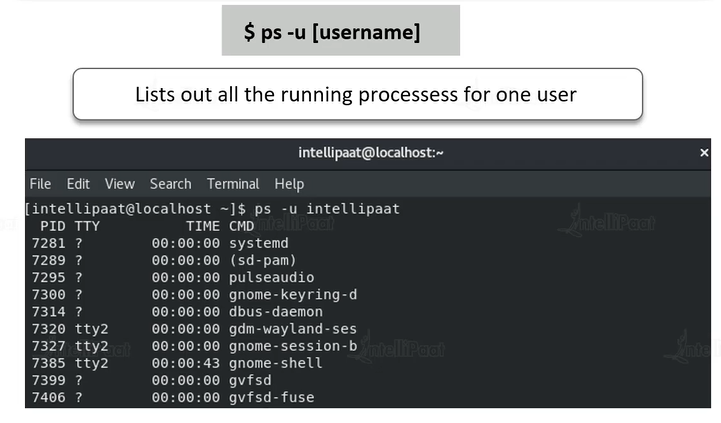 $ ps -u [username]
Lists out all the running processess for one user
intellipaat@localhost:~ ×
File Edit View Search Terminal Help
[intellipaat@localhost ~]$ ps -u intellipaat
PID TTY TIME CMD
7281 ? 00:00:00 systemd
7289 ? 00:00:00 (sd-pam)
7295 ? 00:00:00 pulseaudio
7300 ? 00:00:00 gnome-keyring-d
7314 ? 00:00:00 dbus-daemon
7320 tty2 00:00:00 gdm-wayland-ses
7327 tty2 00:00:00 gnome-session-b
7385 tty2 00:00:43 gnome-shell
7399 ? 00:00:00 gvfsd
7406 ? 00:00:00 gvfsd-fuse